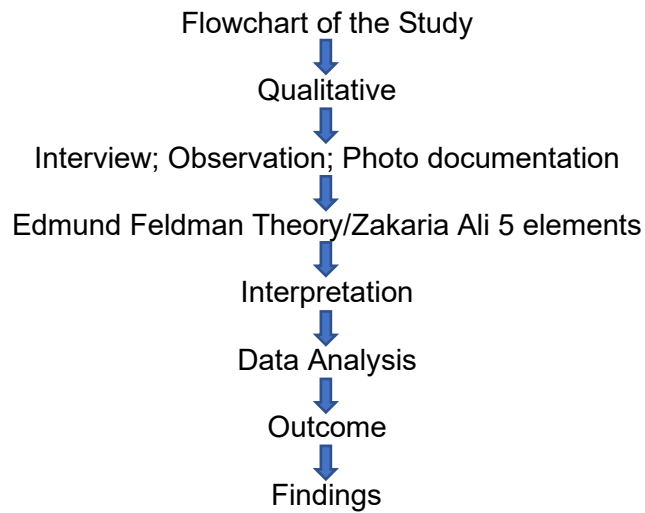 Flowchart of the Study
Qualitative
Interview; Observation; Photo documentation
Edmund Feldman Theory/Zakaria Ali 5 elements
Interpretation
Data Analysis
Outcome
Findings